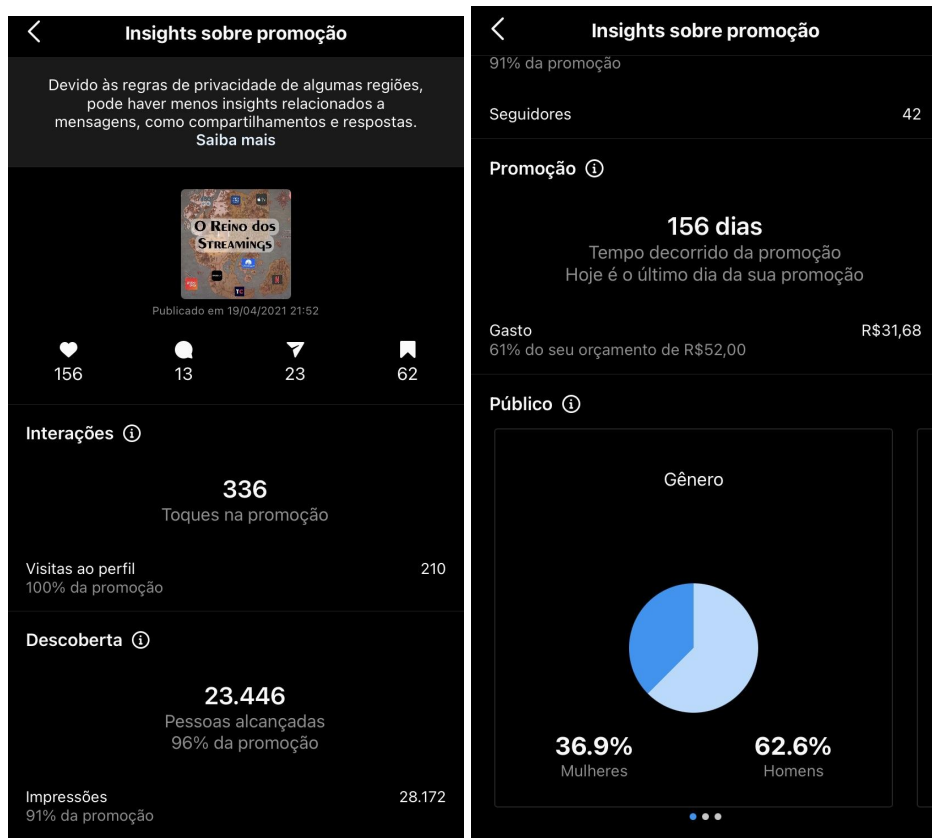 Insights sobre promoção
Devido às regras de privacidade de algumas regiões,
pode haver menos insights relacionados a
mensagens, como compartilhamentos e respostas.
Saiba mais
O Reino dos
Streamings
Publicado em 19/04/2021 21:52
156
13
23
62
Interações
336
Toques na promoção
Visitas ao perfil
210
100% da promoção
Descoberta
23.446
Pessoas alcançadas
96% da promoção
Impressões
28.172
91% da promoção
Insights sobre promoção
91% da promoção
Seguidores
42
Promoção
156 dias
Tempo decorrido da promoção
Hoje é o último dia da sua promoção
Gasto
R$31,68
61% do seu orçamento de R$52,00
Público
Gênero
36.9%
62.6%
Mulheres
Homens